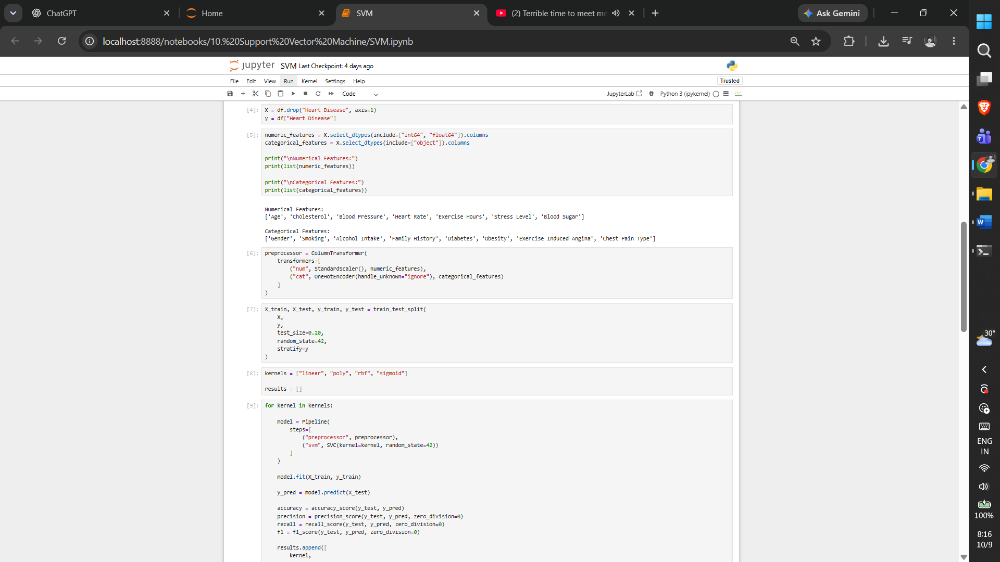 ChatGPT
Home
SVM
(2) Terrible time to meet me
Ask Gemini
localhost:8888/notebooks/10.%20Support%20Vector%20Machine/SVM.ipynb
jupyter SVM Last Checkpoint: 4 days ago
File Edit View Run Kernel Settings Help
Trusted
Code
JupyterLab Python 3 (ipykernel)
[4]: X = df.drop("Heart Disease", axis=1)
y = df["Heart Disease"]
[5]: numeric_features = X.select_dtypes(include=["int64", "float64"]).columns
categorical_features = X.select_dtypes(include=["object"]).columns
print("\nNumerical Features:")
print(list(numeric_features))
print("\nCategorical Features:")
print(list(categorical_features))
Numerical Features:
['Age', 'Cholesterol', 'Blood Pressure', 'Heart Rate', 'Exercise Hours', 'Stress Level', 'Blood Sugar']
Categorical Features:
['Gender', 'Smoking', 'Alcohol Intake', 'Family History', 'Diabetes', 'Obesity', 'Exercise Induced Angina', 'Chest Pain Type']
[6]: preprocessor = ColumnTransformer(
transformers=[
("num", StandardScaler(), numeric_features),
("cat", OneHotEncoder(handle_unknown="ignore"), categorical_features)
]
)
[7]: X_train, X_test, y_train, y_test = train_test_split(
X,
y,
test_size=0.20,
random_state=42,
stratify=y
)
[8]: kernels = ["linear", "poly", "rbf", "sigmoid"]
results = []
[9]: for kernel in kernels:
model = Pipeline(
steps=[
("preprocessor", preprocessor),
("svm", SVC(kernel=kernel, random_state=42))
]
)
model.fit(X_train, y_train)
y_pred = model.predict(X_test)
accuracy = accuracy_score(y_test, y_pred)
precision = precision_score(y_test, y_pred, zero_division=0)
recall = recall_score(y_test, y_pred, zero_division=0)
f1 = f1_score(y_test, y_pred, zero_division=0)
results.append([
kernel,
30°
ENG
IN
100%
8:16
10/9